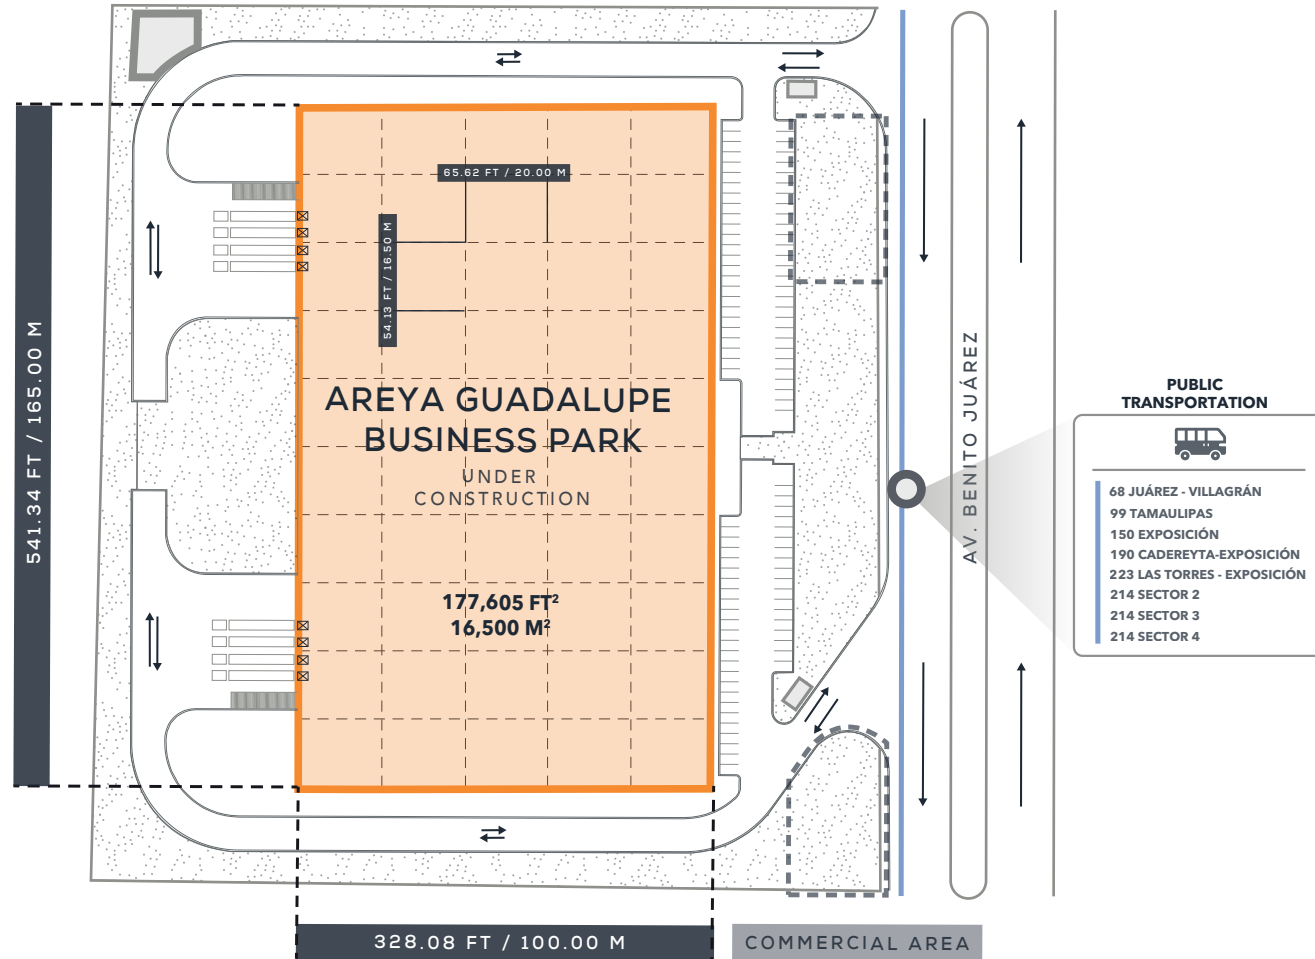 65.62 FT / 20.00 M
54.13 FT / 16.50 M
541.34 FT / 165.00 M
AREYA GUADALUPE
BUSINESS PARK
UNDER
CONSTRUCTION
177,605 FT²
16,500 M²
328.08 FT / 100.00 M
COMMERCIAL AREA
AV. BENITO JUÁREZ
PUBLIC
TRANSPORTATION
68 JUÁREZ - VILLAGRÁN
99 TAMAULIPAS
150 EXPOSICIÓN
190 CADEREYTA-EXPOSICIÓN
223 LAS TORRES - EXPOSICIÓN
214 SECTOR 2
214 SECTOR 3
214 SECTOR 4